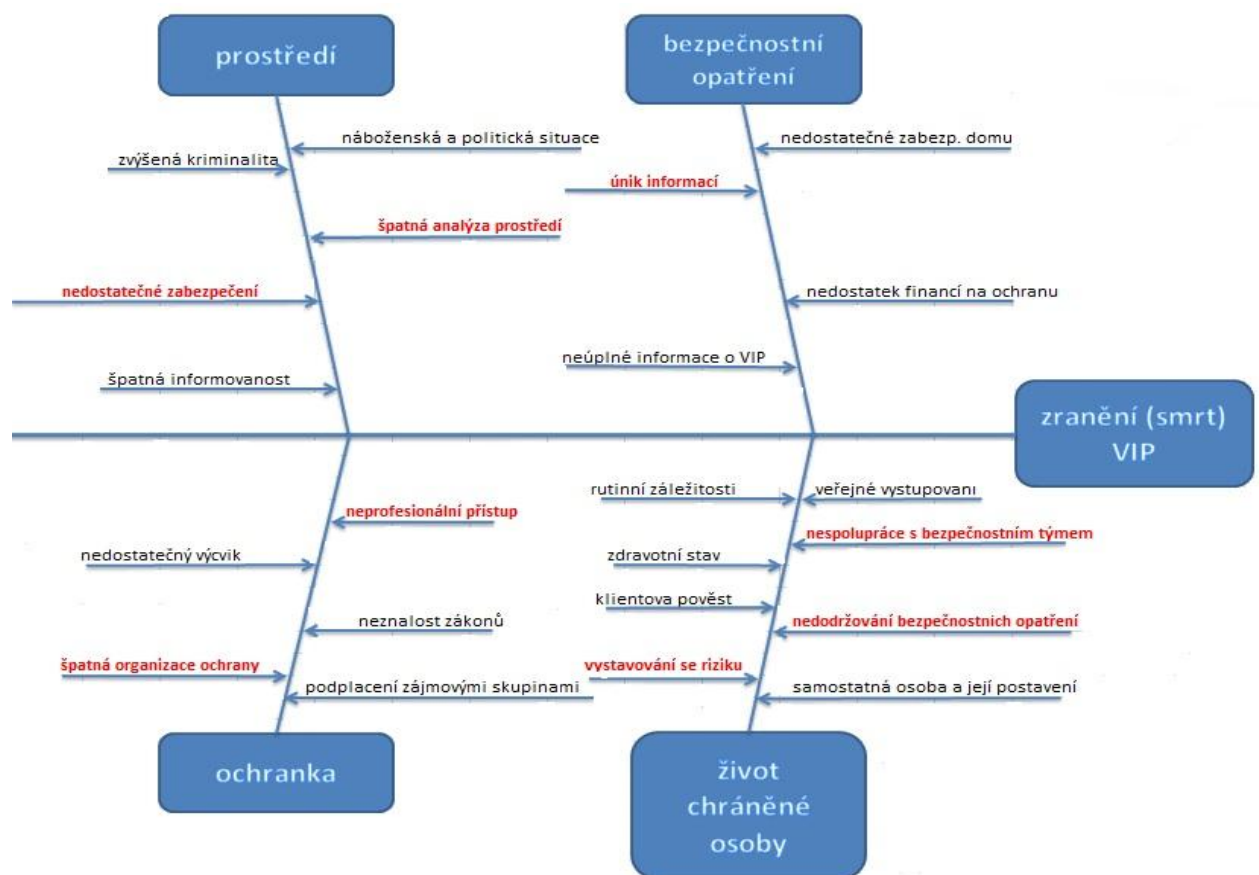 prostředí
bezpečnostní
opatření
náboženská a politická situace
zvýšená kriminalita
špatná analýza prostředí
nedostatečné zabezpečení
špatná informovanost
nedostatečné zabezp. domu
únik informací
nedostatek financí na ochranu
neúplné informace o VIP
zranění (smrt)
VIP
neprofesionální přístup
nedostatečný výcvik
neznalost zákonů
špatná organizace ochrany
podplacení zájmovými skupinami
rutinní záležitosti
veřejné vystupovanı
nespolupráce s bezpečnostním týmem
zdravotní stav
klientova pověst
nedodržování bezpečnostnich opatření
vystavování se riziku
samostatná osoba a její postavení
ochranka
život
chráněné
osoby